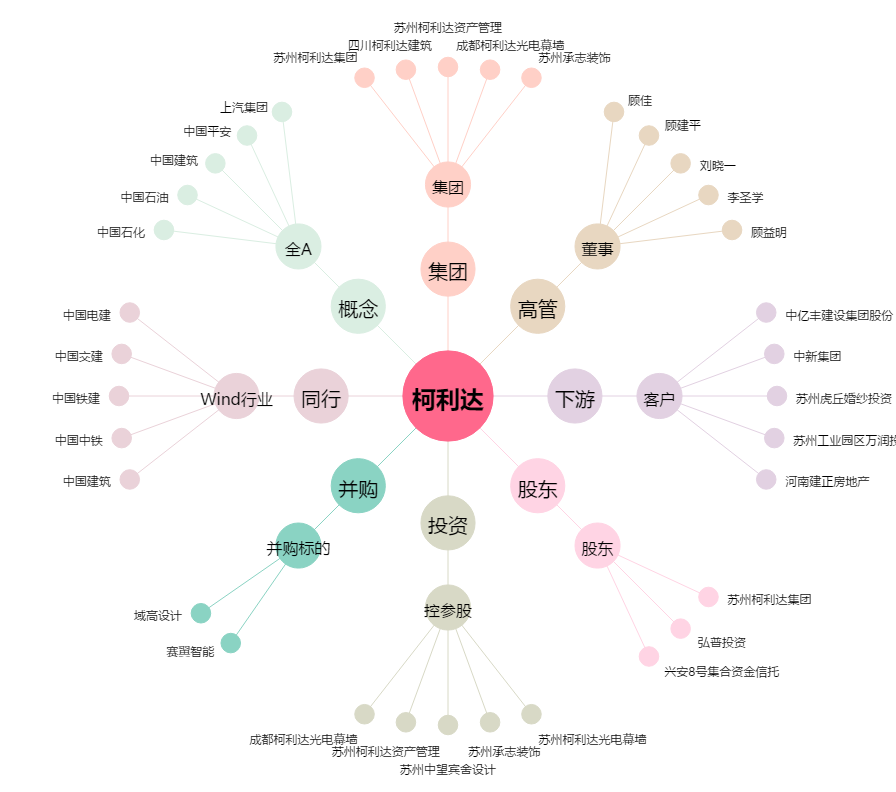 苏州柯利达资产管理
四川柯利达建筑
成都柯利达光电幕墙
苏州柯利达集团
苏州承志装饰
集团
集团
上汽集团
中国平安
中国建筑
中国石油
中国石化
全A
概念
顾佳
顾建平
刘晓一
李圣学
顾益明
董事
高管
中国电建
中国交建
中国铁建
中国中铁
中国建筑
Wind行业
同行
柯利达
下游
客户
中亿丰建设集团股份
中新集团
苏州虎丘婚纱投资
苏州工业园区万润投
河南建正房地产
并购
并购标的
域高设计
赛翼智能
投资
控参股
成都柯利达光电幕墙
苏州柯利达资产管理
苏州中望宾舍设计
苏州承志装饰
苏州柯利达光电幕墙
股东
股东
苏州柯利达集团
弘普投资
兴安8号集合资金信托